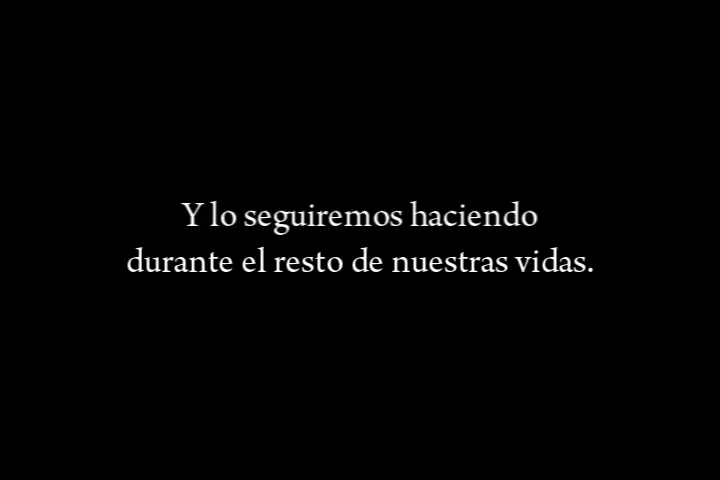 Y lo seguiremos haciendo
durante el resto de nuestras vidas.